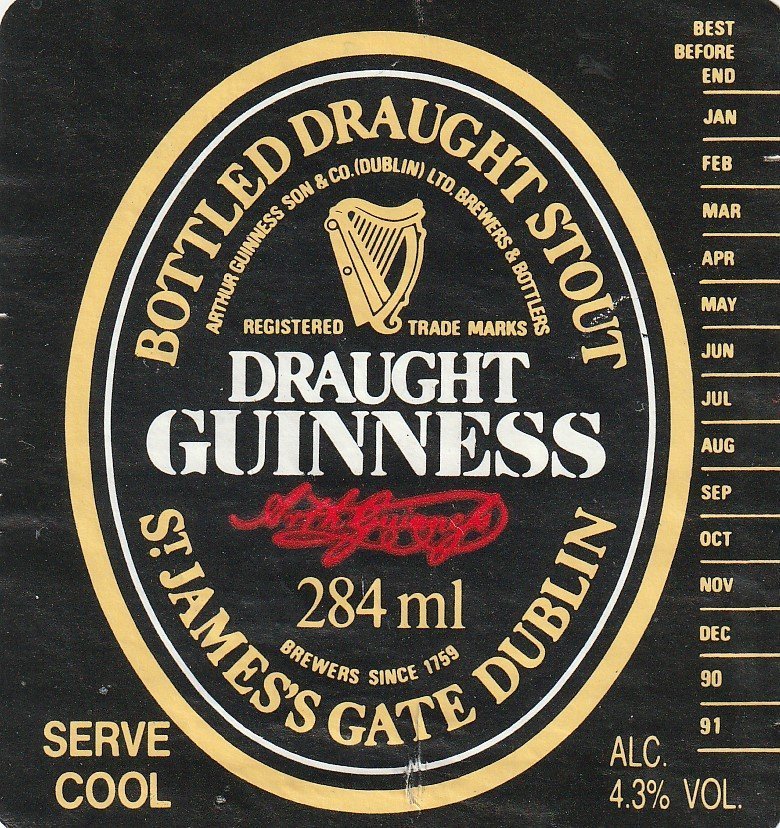 BEST
BEFORE
END
JAN
FEB
MAR
APR
MAY
JUN
JUL
AUG
SEP
OCT
NOV
DEC
90
91
BOTTLED DRAUGHT STOUT
ARTHUR GUINNESS SON & CO. (DUBLIN) LTD, BREWERS & BOTTLERS
REGISTERED TRADE MARKS
DRAUGHT
GUINNESS
284 ml
BREWERS SINCE 1759
ST. JAMES'S GATE DUBLIN
SERVE
COOL
ALC.
4.3% VOL.